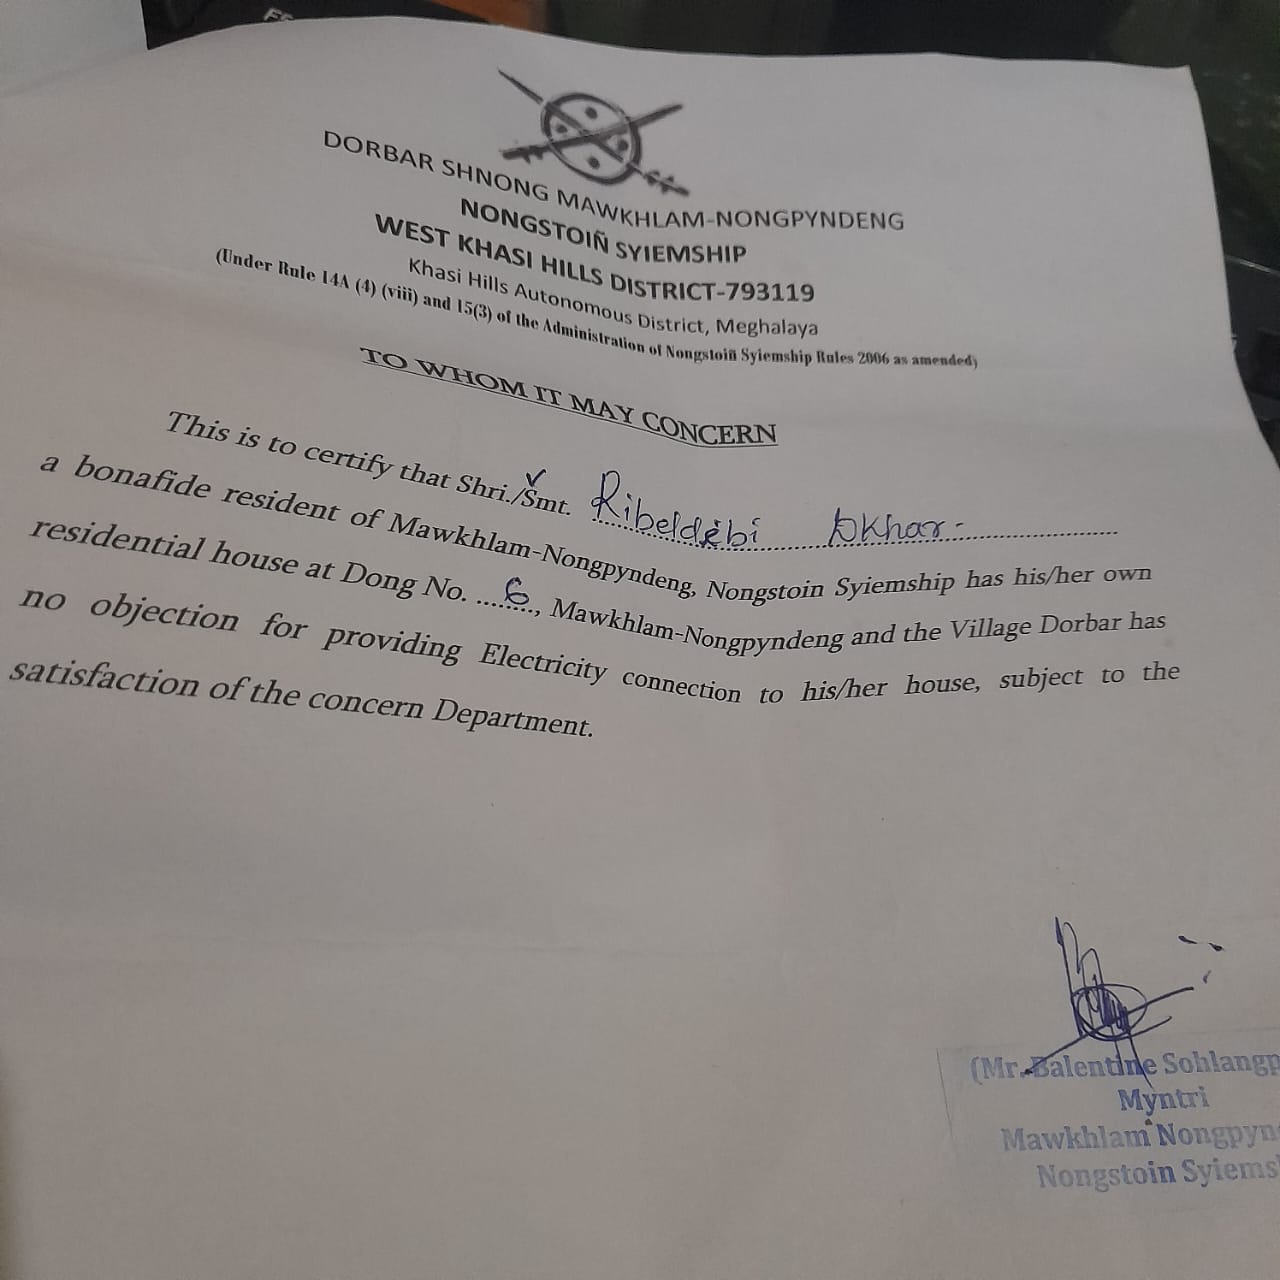 DORBAR SHNONG MAWKHLAM-NONGPYNDENG
NONGSTOIÑ SYIEMSHIP
WEST KHASI HILLS DISTRICT-793119
Khasi Hills Autonomous District, Meghalaya
(Under Rule 14A (4) (viii) and 15(3) of the Administration of Nongstoiñ Syiemship Rules 2006 as amended)
TO WHOM IT MAY CONCERN
This is to certify that Shri./Smt. Ribeldebi Dkhar
a bonafide resident of Mawkhlam-Nongpyndeng, Nongstoin Syiemship has his/her own
residential house at Dong No. ...6..., Mawkhlam-Nongpyndeng and the Village Dorbar has
no objection for providing Electricity connection to his/her house, subject to the
satisfaction of the concern Department.
(Mr. Balentine Sohlangp
Myntri
Mawkhlam Nongpyn
Nongstoin Syiems